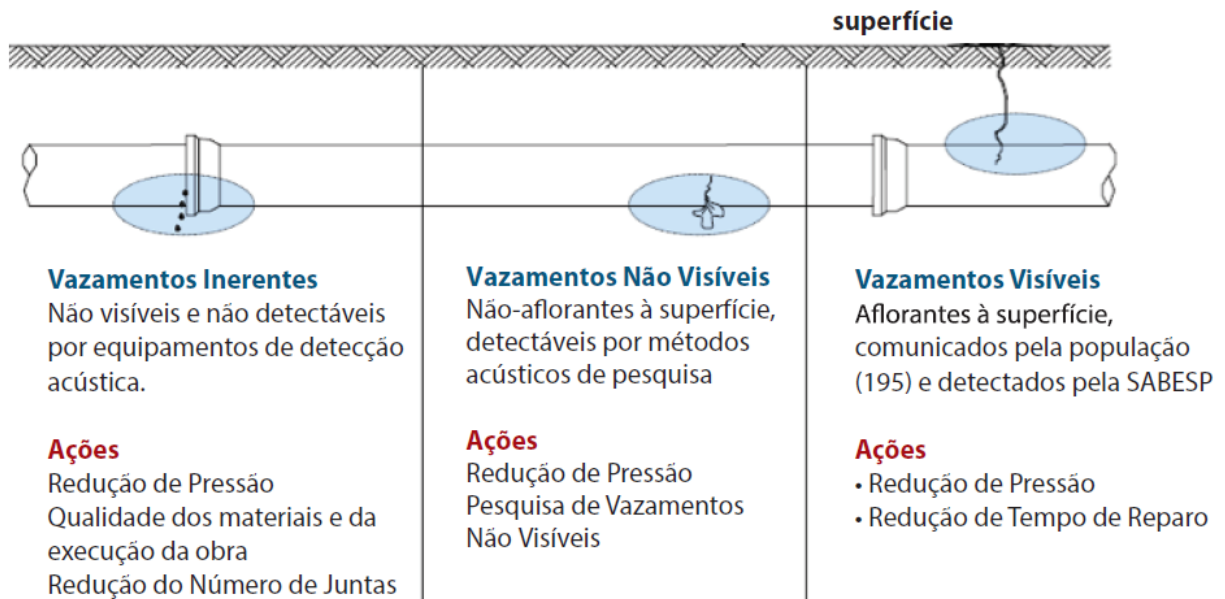 superfície
Vazamentos Inerentes
Não visíveis e não detectáveis
por equipamentos de detecção
acústica.
Ações
Redução de Pressão
Qualidade dos materiais e da
execução da obra
Redução do Número de Juntas
Vazamentos Não Visíveis
Não-aflorantes à superfície,
detectáveis por métodos
acústicos de pesquisa
Ações
Redução de Pressão
Pesquisa de Vazamentos
Não Visíveis
Vazamentos Visíveis
Aflorantes à superfície,
comunicados pela população
(195) e detectados pela SABESP
Ações
• Redução de Pressão
• Redução de Tempo de Reparo